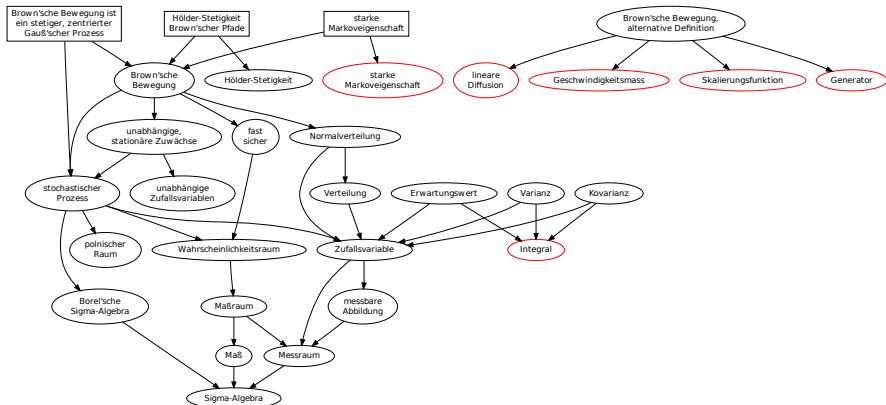 Brown'sche Bewegung ist
ein stetiger, zentrierter
Gauß'scher Prozess
Hölder-Stetigkeit
Brown'scher Pfade
starke
Markoveigenschaft
Brown'sche Bewegung,
alternative Definition
Brown'sche
Bewegung
Hölder-Stetigkeit
starke
Markoveigenschaft
lineare
Diffusion
Geschwindigkeitsmass
Skalierungsfunktion
Generator
unabhängige,
stationäre Zuwächse
fast
sicher
Normalverteilung
stochastischer
Prozess
unabhängige
Zufallsvariablen
Verteilung
Erwartungswert
Varianz
Kovarianz
polnischer
Raum
Wahrscheinlichkeitsraum
Zufallsvariable
Integral
Borel'sche
Sigma-Algebra
Maßraum
messbare
Abbildung
Maß
Messraum
Sigma-Algebra